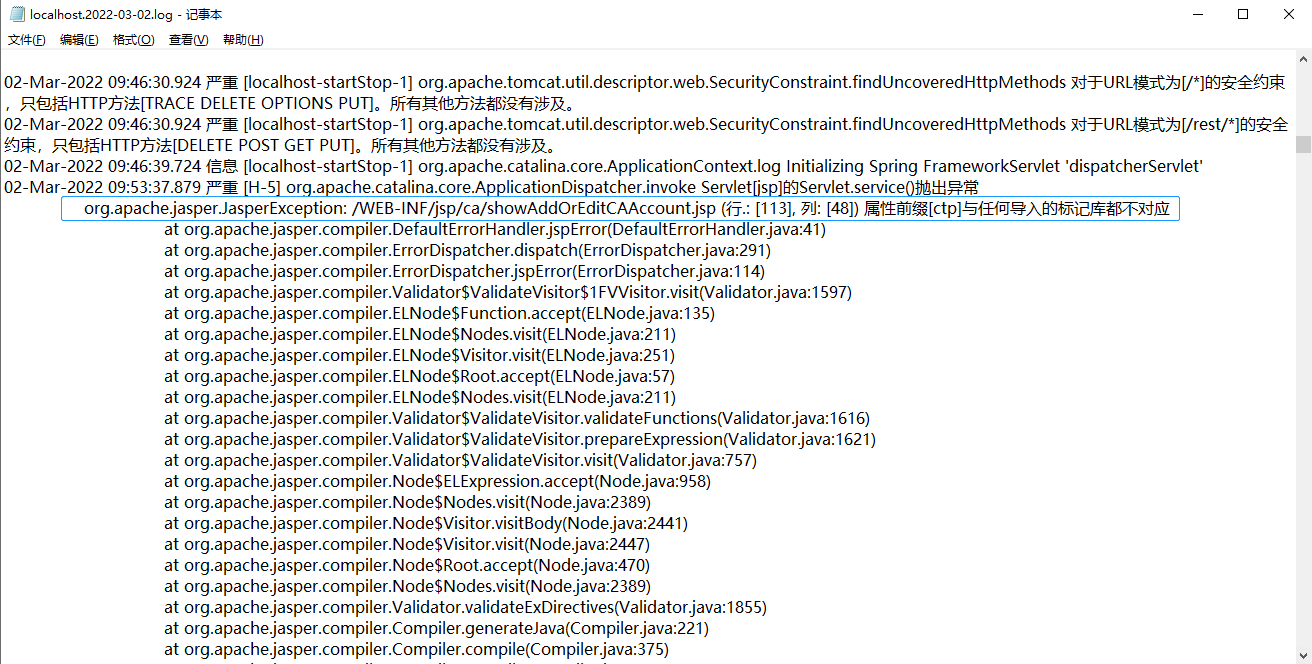 localhost.2022-03-02.log - 记事本
文件(F) 编辑(E) 格式(O) 查看(V) 帮助(H)
02-Mar-2022 09:46:30.924 严重 [localhost-startStop-1] org.apache.tomcat.util.descriptor.web.SecurityConstraint.findUncoveredHttpMethods 对于URL模式为[/*]的安全约束
，只包括HTTP方法[TRACE DELETE OPTIONS PUT]。所有其他方法都没有涉及。
02-Mar-2022 09:46:30.924 严重 [localhost-startStop-1] org.apache.tomcat.util.descriptor.web.SecurityConstraint.findUncoveredHttpMethods 对于URL模式为[/rest/*]的安全
约束，只包括HTTP方法[DELETE POST GET PUT]。所有其他方法都没有涉及。
02-Mar-2022 09:46:39.724 信息 [localhost-startStop-1] org.apache.catalina.core.ApplicationContext.log Initializing Spring FrameworkServlet 'dispatcherServlet'
02-Mar-2022 09:53:37.879 严重 [H-5] org.apache.catalina.core.ApplicationDispatcher.invoke Servlet[jsp]的Servlet.service()抛出异常
org.apache.jasper.JasperException: /WEB-INF/jsp/ca/showAddOrEditCAAccount.jsp (行.: [113], 列: [48]) 属性前缀[ctp]与任何导入的标记库都不对应
at org.apache.jasper.compiler.DefaultErrorHandler.jspError(DefaultErrorHandler.java:41)
at org.apache.jasper.compiler.ErrorDispatcher.dispatch(ErrorDispatcher.java:291)
at org.apache.jasper.compiler.ErrorDispatcher.jspError(ErrorDispatcher.java:114)
at org.apache.jasper.compiler.Validator$ValidateVisitor$1FVVisitor.visit(Validator.java:1597)
at org.apache.jasper.compiler.ELNode$Function.accept(ELNode.java:135)
at org.apache.jasper.compiler.ELNode$Nodes.visit(ELNode.java:211)
at org.apache.jasper.compiler.ELNode$Visitor.visit(ELNode.java:251)
at org.apache.jasper.compiler.ELNode$Root.accept(ELNode.java:57)
at org.apache.jasper.compiler.ELNode$Nodes.visit(ELNode.java:211)
at org.apache.jasper.compiler.Validator$ValidateVisitor.validateFunctions(Validator.java:1616)
at org.apache.jasper.compiler.Validator$ValidateVisitor.prepareExpression(Validator.java:1621)
at org.apache.jasper.compiler.Validator$ValidateVisitor.visit(Validator.java:757)
at org.apache.jasper.compiler.Node$ELExpression.accept(Node.java:958)
at org.apache.jasper.compiler.Node$Nodes.visit(Node.java:2389)
at org.apache.jasper.compiler.Node$Visitor.visitBody(Node.java:2441)
at org.apache.jasper.compiler.Node$Visitor.visit(Node.java:2447)
at org.apache.jasper.compiler.Node$Root.accept(Node.java:470)
at org.apache.jasper.compiler.Node$Nodes.visit(Node.java:2389)
at org.apache.jasper.compiler.Validator.validateExDirectives(Validator.java:1855)
at org.apache.jasper.compiler.Compiler.generateJava(Compiler.java:221)
at org.apache.jasper.compiler.Compiler.compile(Compiler.java:375)